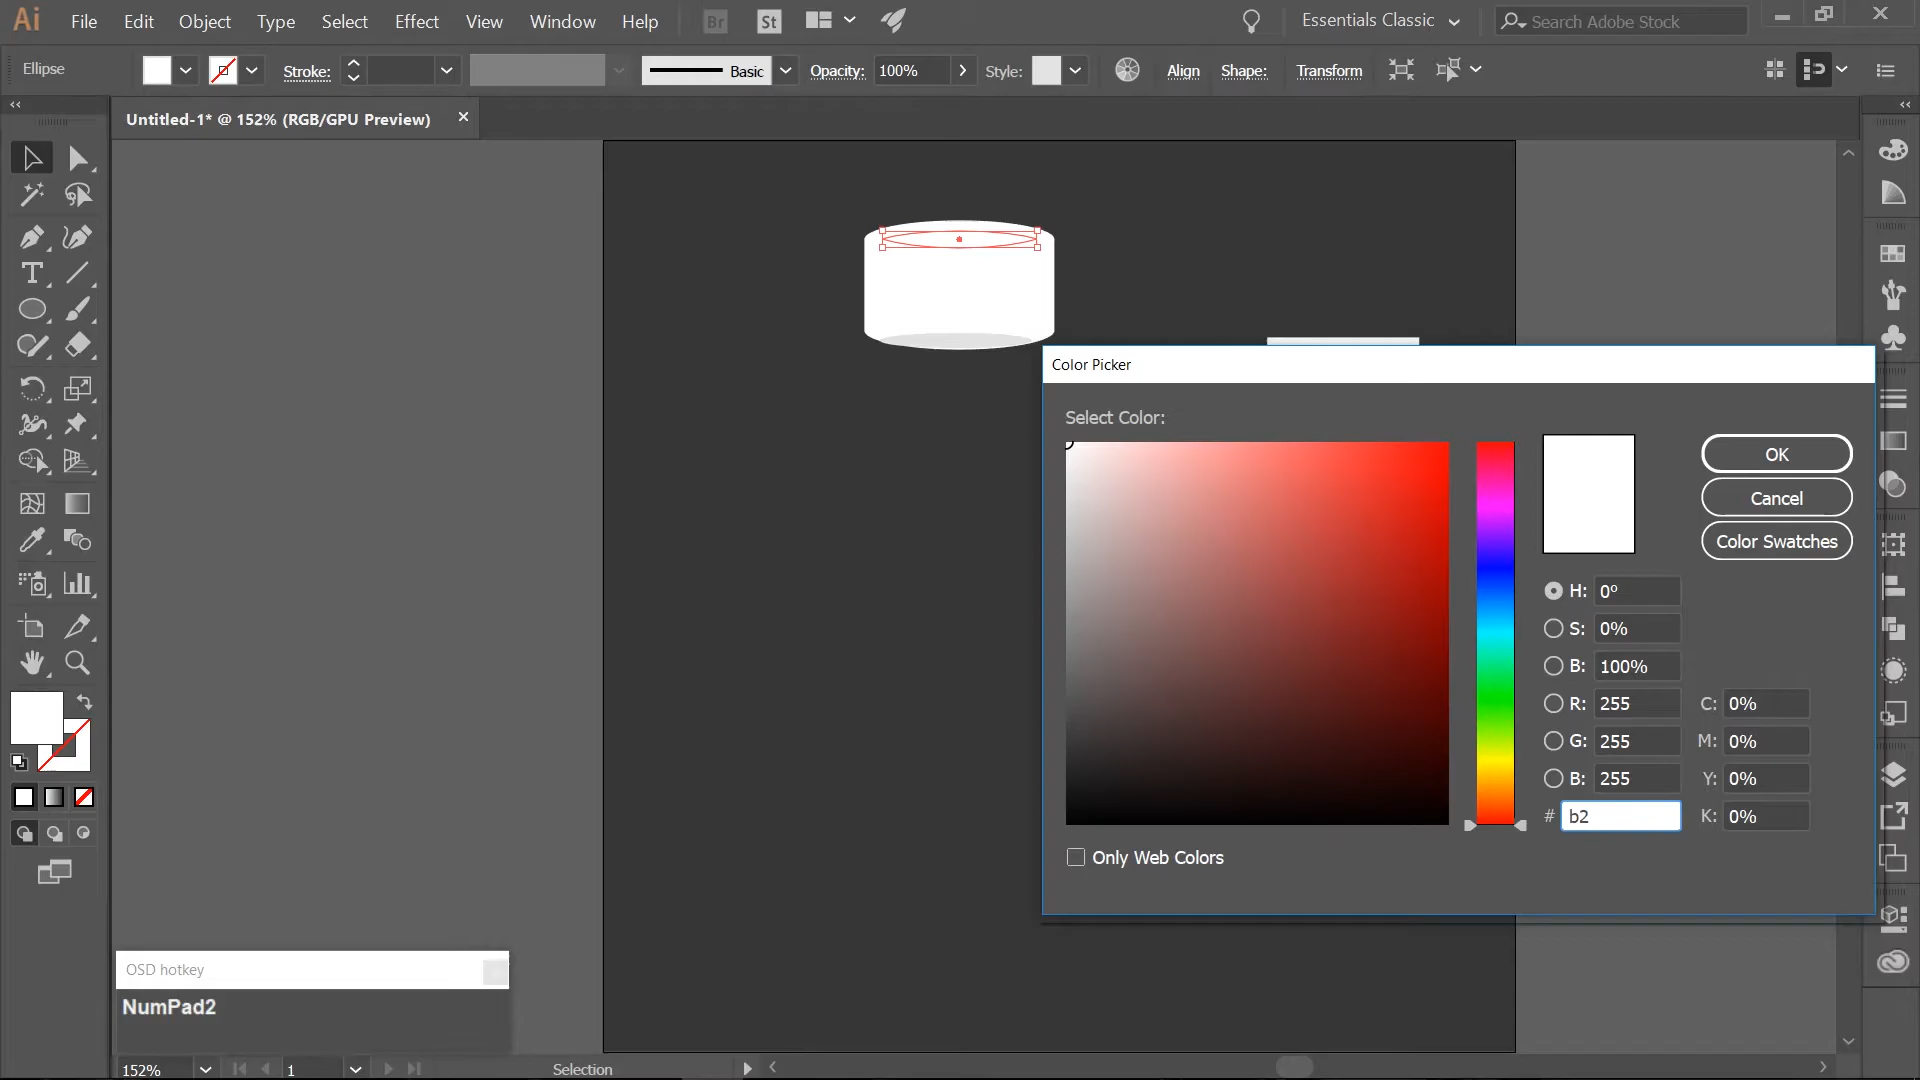 Ai File Edit Object Type Select Effect View Window Help Br St Essentials Classic Search Adobe Stock
Ellipse Stroke: Basic Opacity: 100% Style: Align Shape: Transform
Untitled-1* @ 152% (RGB/GPU Preview)
Color Picker
Select Color:
OK
Cancel
Color Swatches
H: 0º
S: 0%
B: 100%
R: 255 C: 0%
G: 255 M: 0%
B: 255 Y: 0%
# b2 K: 0%
Only Web Colors
OSD hotkey
NumPad2
152% 1 Selection